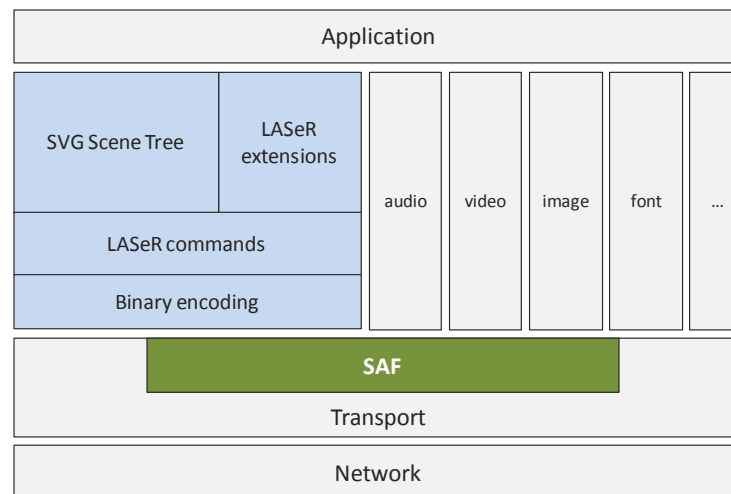 Application
SVG Scene Tree
LASeR
extensions
audio
video
image
font
...
LASeR commands
Binary encoding
SAF
Transport
Network